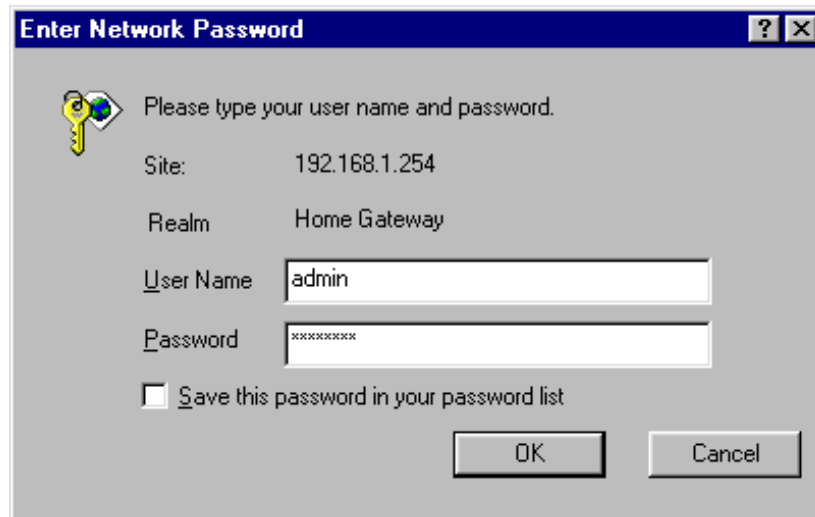 Enter Network Password
Please type your user name and password.
Site: 192.168.1.254
Realm Home Gateway
User Name admin
Password ********
Save this password in your password list
OK Cancel